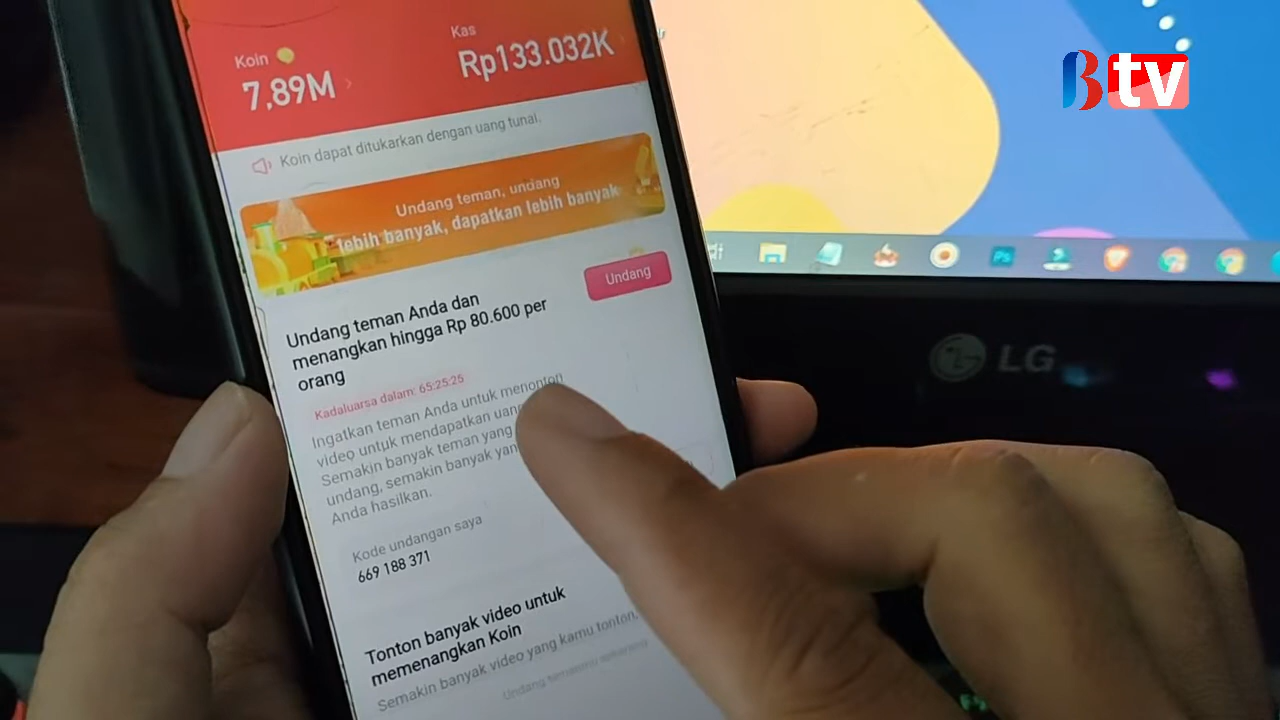 Koin
7,89M
Kas
Rp133.032K
Koin dapat ditukarkan dengan uang tunai.
Undang teman, undang
lebih banyak, dapatkan lebih banyak
Undang teman Anda dan
menangkan hingga Rp 80.600 per
orang
Undang
Kadaluarsa dalam: 65:25:25
Ingatkan teman Anda untuk menonton
video untuk mendapatkan uang
Semakin banyak teman yang
undang, semakin banyak yan
Anda hasilkan.
Kode undangan saya
669 188 371
Tonton banyak video untuk
memenangkan Koin
Semakin banyak video yang kamu tonton,
Btv
Ps
LG